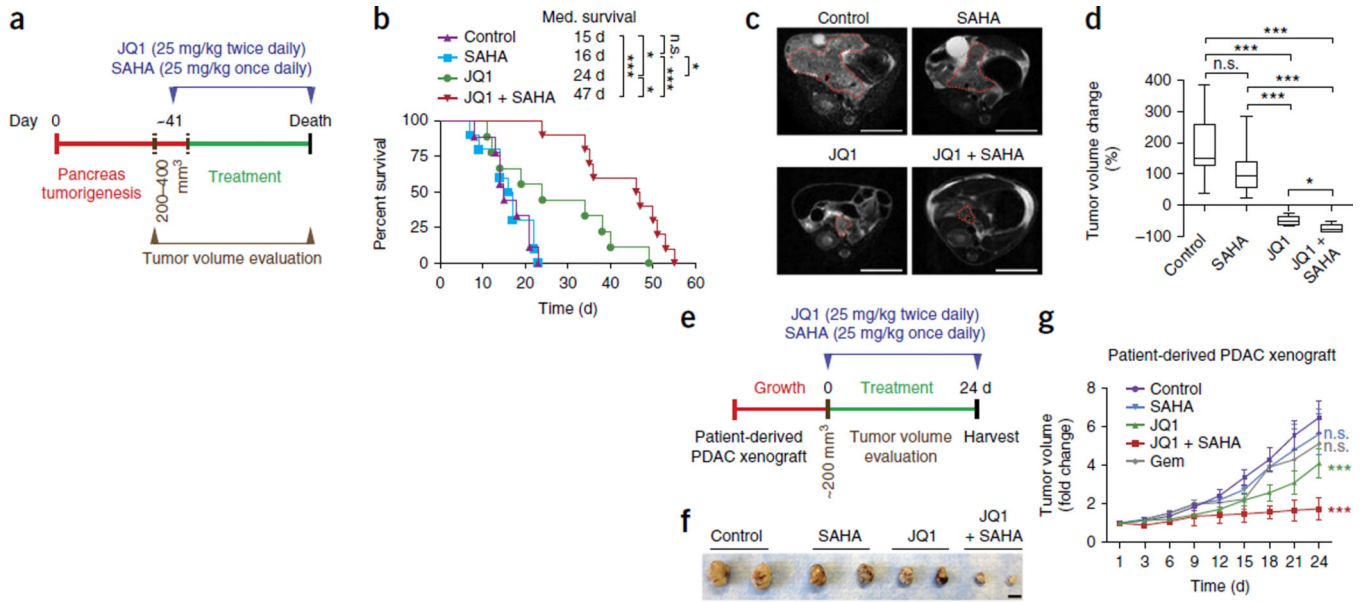 a
JQ1 (25 mg/kg twice daily)
SAHA (25 mg/kg once daily)
Day
0
~41
Death
Pancreas
tumorigenesis
200–400
mm³
Treatment
Tumor volume evaluation
b
Med. survival
Control 15 d
SAHA 16 d
JQ1 24 d
JQ1 + SAHA 47 d
n.s.
*
***
*
***
*
Percent survival
100
75
50
25
0
0 10 20 30 40 50 60
Time (d)
c
Control
SAHA
JQ1
JQ1 + SAHA
d
***
***
n.s.
***
***
*
Tumor volume change
(%)
400
300
200
100
0
–100
Control
SAHA
JQ1
JQ1 +
SAHA
e
JQ1 (25 mg/kg twice daily)
SAHA (25 mg/kg once daily)
Growth
0
Treatment
24 d
Patient-derived
PDAC xenograft
~200 mm³
Tumor volume
evaluation
Harvest
f
Control
SAHA
JQ1
JQ1
+ SAHA
g
Patient-derived PDAC xenograft
Control
SAHA
JQ1
JQ1 + SAHA
Gem
n.s.
n.s.
***
***
Tumor volume
(fold change)
8
6
4
2
0
1 3 6 9 12 15 18 21 24
Time (d)